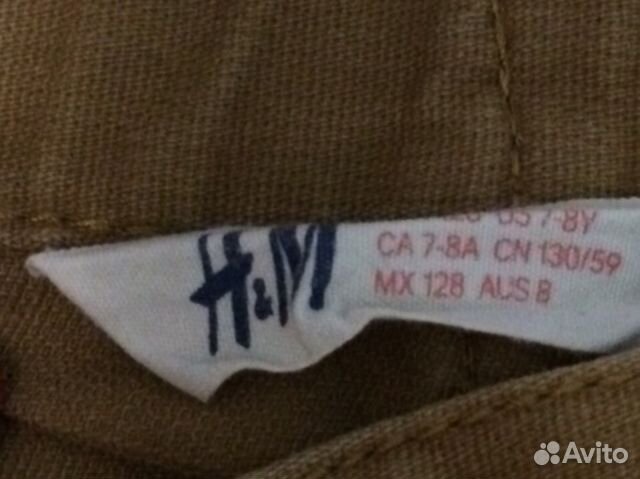 H&M
US 7-8Y
CA 7-8A CN 130/59
MX 128 AUS 8
Avito